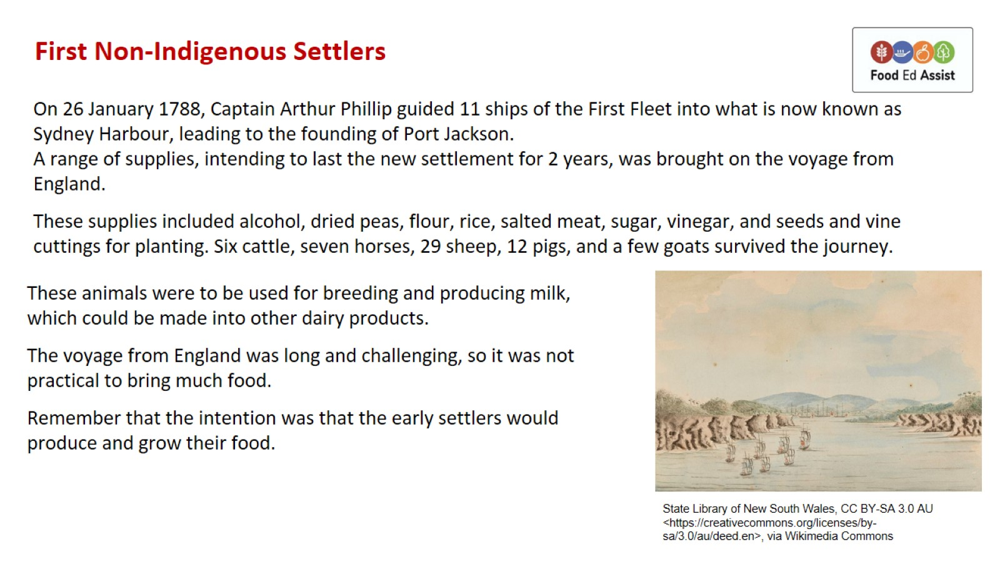 First Non-Indigenous Settlers
Food Ed Assist
On 26 January 1788, Captain Arthur Phillip guided 11 ships of the First Fleet into what is now known as
Sydney Harbour, leading to the founding of Port Jackson.
A range of supplies, intending to last the new settlement for 2 years, was brought on the voyage from
England.
These supplies included alcohol, dried peas, flour, rice, salted meat, sugar, vinegar, and seeds and vine
cuttings for planting. Six cattle, seven horses, 29 sheep, 12 pigs, and a few goats survived the journey.
These animals were to be used for breeding and producing milk,
which could be made into other dairy products.
The voyage from England was long and challenging, so it was not
practical to bring much food.
Remember that the intention was that the early settlers would
produce and grow their food.
State Library of New South Wales, CC BY-SA 3.0 AU
<https://creativecommons.org/licenses/by-
sa/3.0/au/deed.en>, via Wikimedia Commons